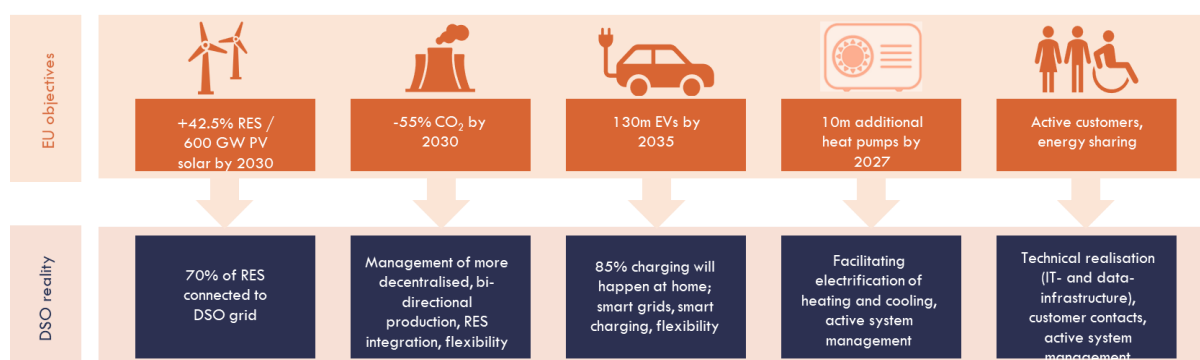 EU objectives
+42.5% RES /
600 GW PV
solar by 2030
-55% CO₂ by
2030
130m EVs by
2035
10m additional
heat pumps by
2027
Active customers,
energy sharing
DSO reality
70% of RES
connected to
DSO grid
Management of more
decentralised, bi-
directional
production, RES
integration, flexibility
85% charging will
happen at home;
smart grids, smart
charging, flexibility
Facilitating
electrification of
heating and cooling,
active system
management
Technical realisation
(IT- and data-
infrastructure),
customer contacts,
active system
management